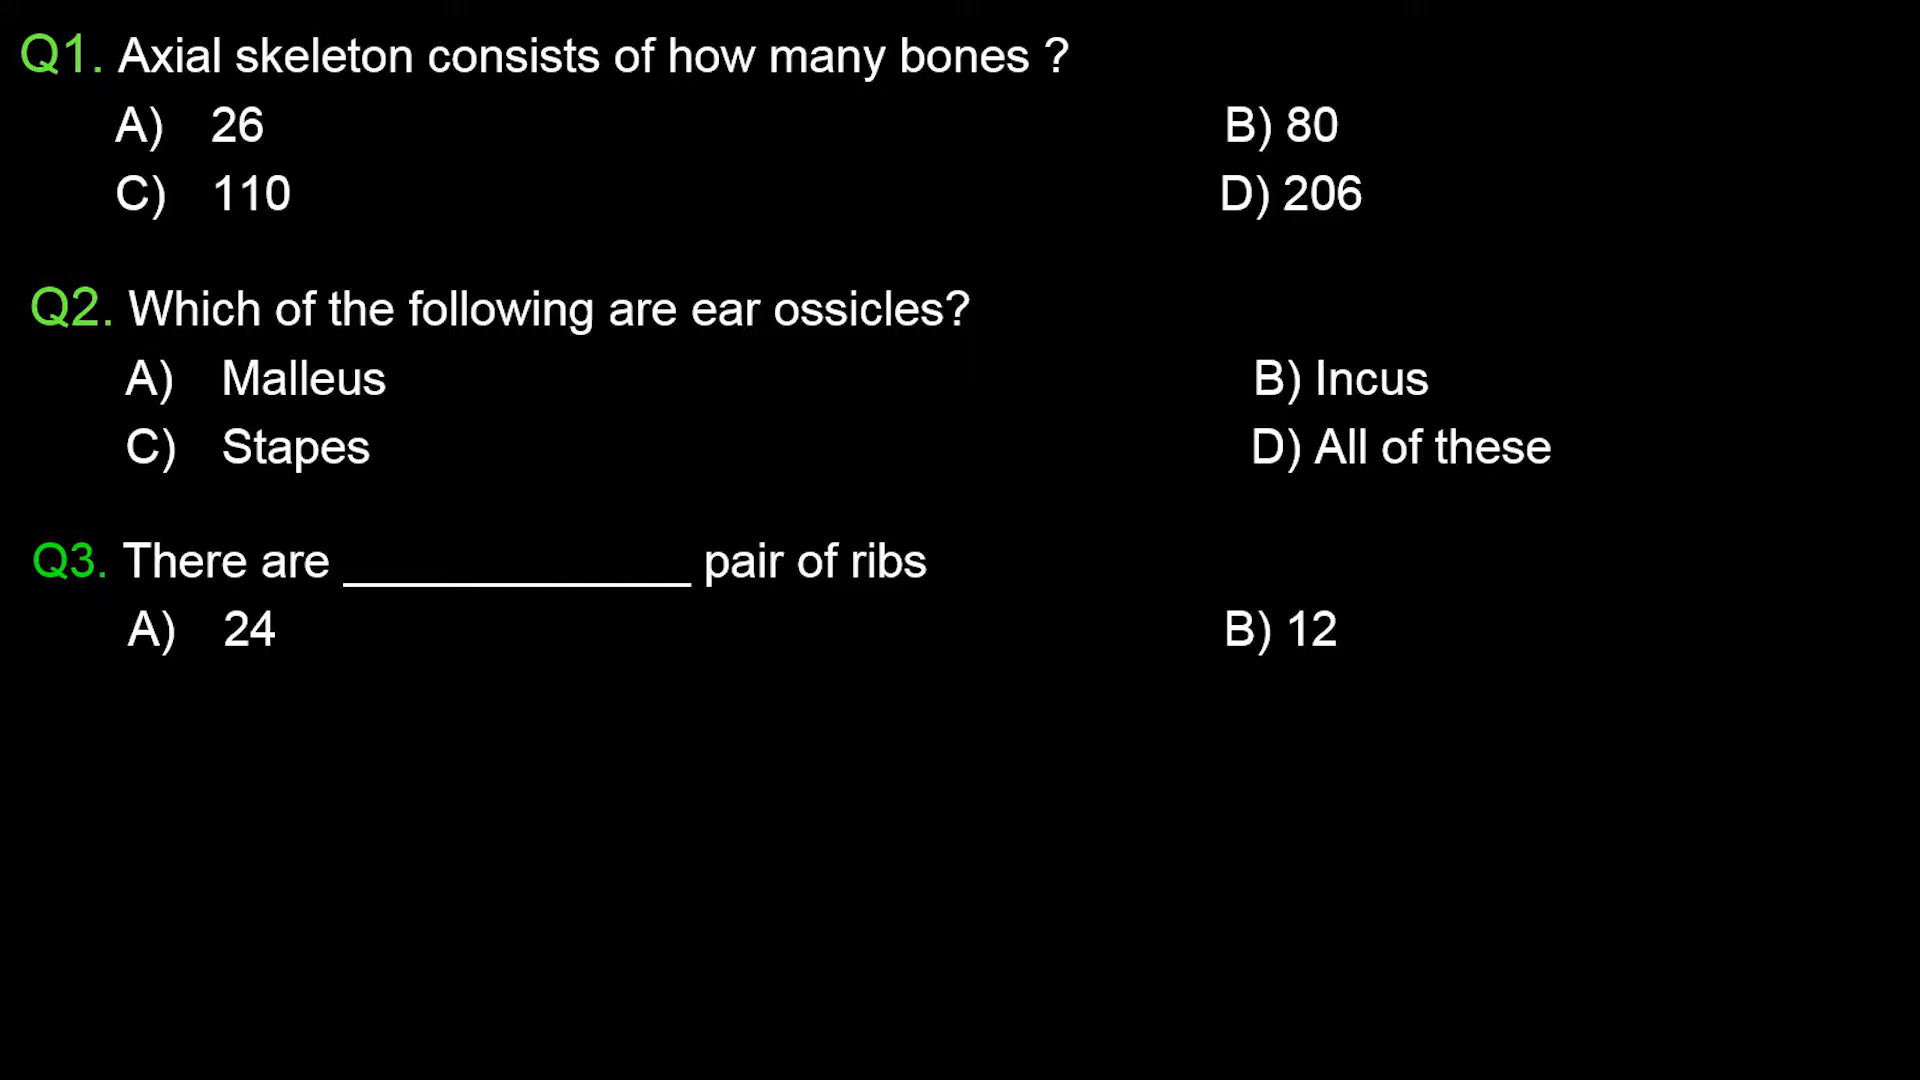 Q1. Axial skeleton consists of how many bones ?
A) 26 B) 80
C) 110 D) 206
Q2. Which of the following are ear ossicles?
A) Malleus B) Incus
C) Stapes D) All of these
Q3. There are _____________ pair of ribs
A) 24 B) 12